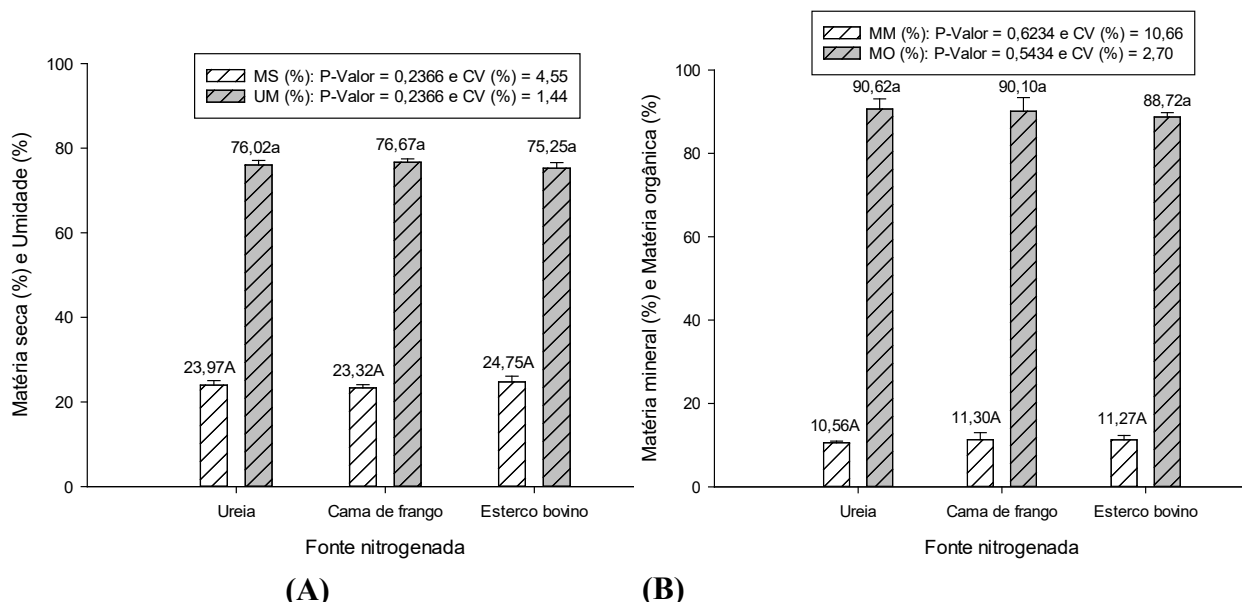 MS (%): P-Valor = 0,2366 e CV (%) = 4,55
UM (%): P-Valor = 0,2366 e CV (%) = 1,44
Matéria seca (%) e Umidade (%)
100
80
60
40
20
0
23,97A
76,02a
23,32A
76,67a
24,75A
75,25a
Ureia
Cama de frango
Esterco bovino
Fonte nitrogenada
(A)
MM (%): P-Valor = 0,6234 e CV (%) = 10,66
MO (%): P-Valor = 0,5434 e CV (%) = 2,70
Matéria mineral (%) e Matéria orgânica (%)
100
80
60
40
20
0
10,56A
90,62a
11,30A
90,10a
11,27A
88,72a
Ureia
Cama de frango
Esterco bovino
Fonte nitrogenada
(B)